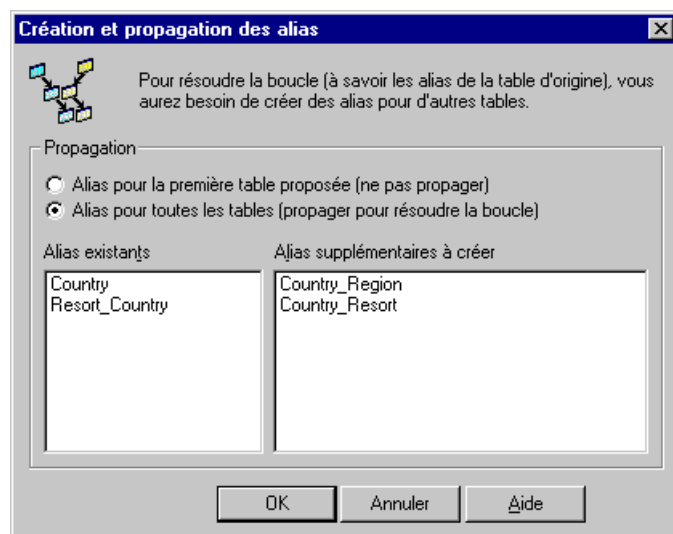 Création et propagation des alias
Pour résoudre la boucle (à savoir les alias de la table d'origine), vous
aurez besoin de créer des alias pour d'autres tables.
Propagation
Alias pour la première table proposée (ne pas propager)
Alias pour toutes les tables (propager pour résoudre la boucle)
Alias existants
Country
Resort_Country
Alias supplémentaires à créer
Country_Region
Country_Resort
OK
Annuler
Aide